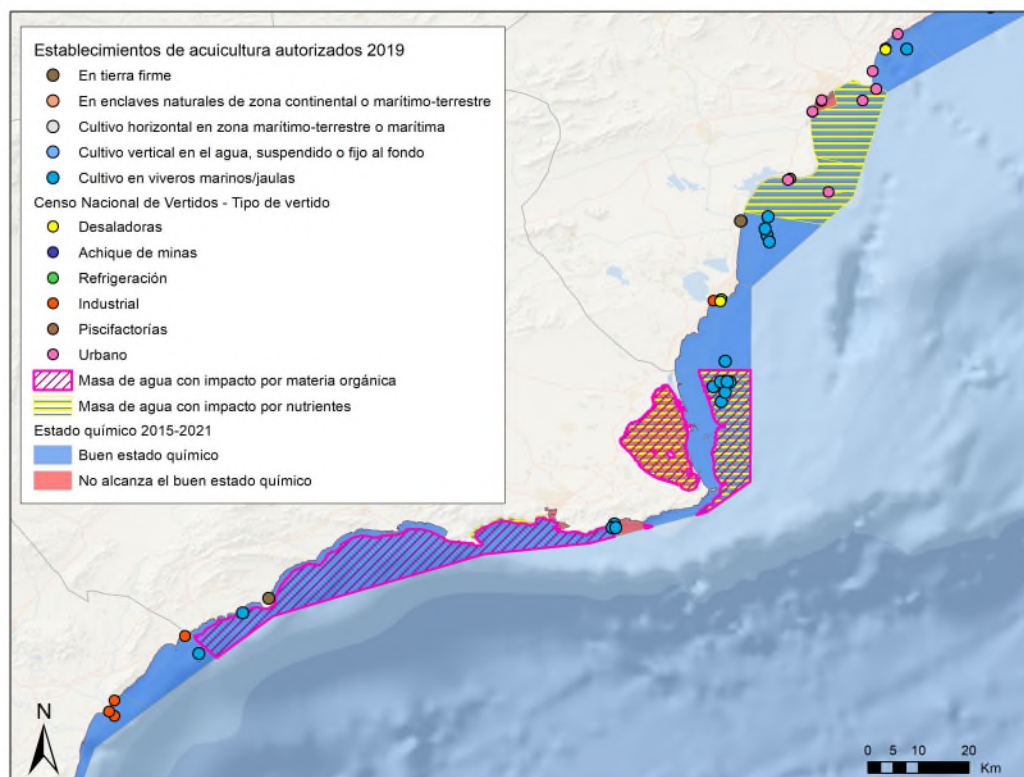 Establecimientos de acuicultura autorizados 2019
En tierra firme
En enclaves naturales de zona continental o marítimo-terrestre
Cultivo horizontal en zona marítimo-terrestre o marítima
Cultivo vertical en el agua, suspendido o fijo al fondo
Cultivo en viveros marinos/jaulas
Censo Nacional de Vertidos - Tipo de vertido
Desaladoras
Achique de minas
Refrigeración
Industrial
Piscifactorías
Urbano
Masa de agua con impacto por materia orgánica
Masa de agua con impacto por nutrientes
Estado químico 2015-2021
Buen estado químico
No alcanza el buen estado químico
N
0 5 10 20
Km